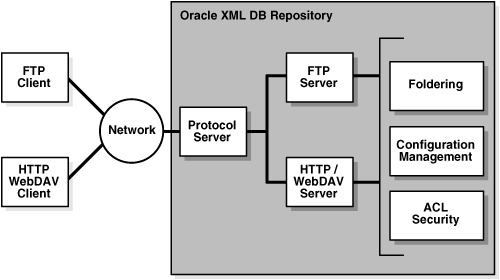 Oracle XML DB Repository
FTP
Client
FTP
Server
Foldering
Network
Protocol
Server
Configuration
Management
HTTP
WebDAV
Client
HTTP /
WebDAV
Server
ACL
Security